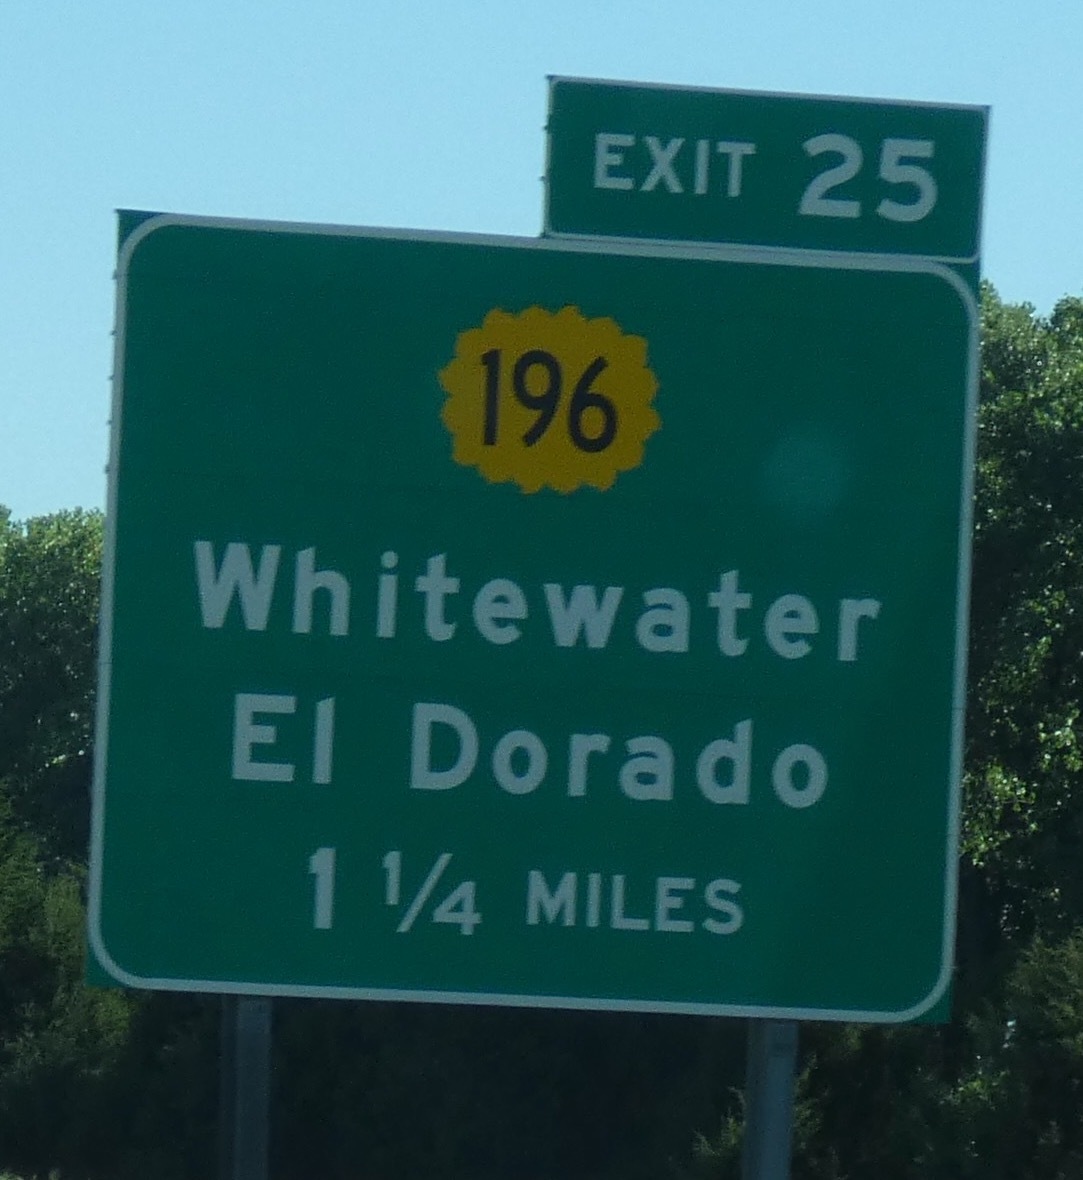 EXIT 25
196
Whitewater
El Dorado
1 1/4 MILES